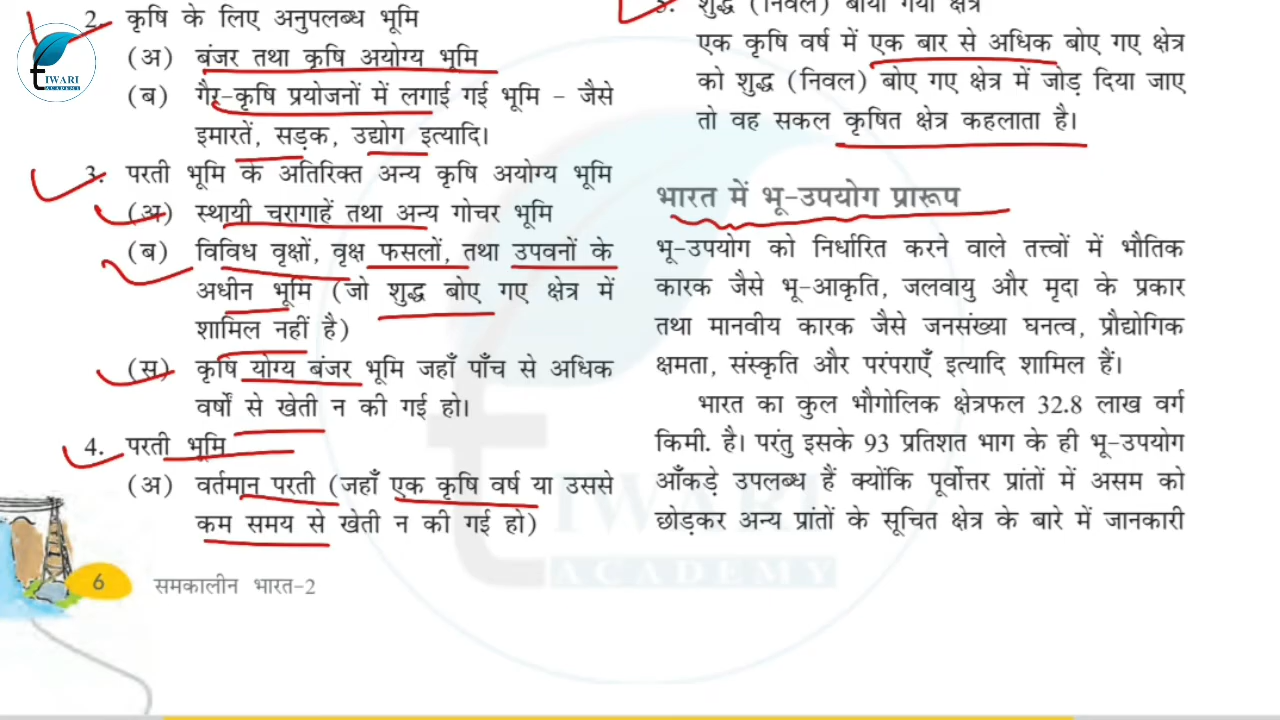 2. कृषि के लिए अनुपलब्ध भूमि
(अ) बंजर तथा कृषि अयोग्य भूमि
(ब) गैर-कृषि प्रयोजनों में लगाई गई भूमि – जैसे
इमारतें, सड़क, उद्योग इत्यादि।
3. परती भूमि के अतिरिक्त अन्य कृषि अयोग्य भूमि
(अ) स्थायी चरागाहें तथा अन्य गोचर भूमि
(ब) विविध वृक्षों, वृक्ष फसलों, तथा उपवनों के
अधीन भूमि (जो शुद्ध बोए गए क्षेत्र में
शामिल नहीं है)
(स) कृषि योग्य बंजर भूमि जहाँ पाँच से अधिक
वर्षों से खेती न की गई हो।
4. परती भूमि
(अ) वर्तमान परती (जहाँ एक कृषि वर्ष या उससे
कम समय से खेती न की गई हो)
6 समकालीन भारत-2
5. शुद्ध (निवल) बोया गया क्षेत्र
एक कृषि वर्ष में एक बार से अधिक बोए गए क्षेत्र
को शुद्ध (निवल) बोए गए क्षेत्र में जोड़ दिया जाए
तो वह सकल कृषित क्षेत्र कहलाता है।
भारत में भू-उपयोग प्रारूप
भू-उपयोग को निर्धारित करने वाले तत्त्वों में भौतिक
कारक जैसे भू-आकृति, जलवायु और मृदा के प्रकार
तथा मानवीय कारक जैसे जनसंख्या घनत्व, प्रौद्योगिक
क्षमता, संस्कृति और परंपराएँ इत्यादि शामिल हैं।
भारत का कुल भौगोलिक क्षेत्रफल 32.8 लाख वर्ग
किमी. है। परंतु इसके 93 प्रतिशत भाग के ही भू-उपयोग
आँकड़े उपलब्ध हैं क्योंकि पूर्वोत्तर प्रांतों में असम को
छोड़कर अन्य प्रांतों के सूचित क्षेत्र के बारे में जानकारी
TIWARI
ACADEMY
TIWARI
ACADEMY